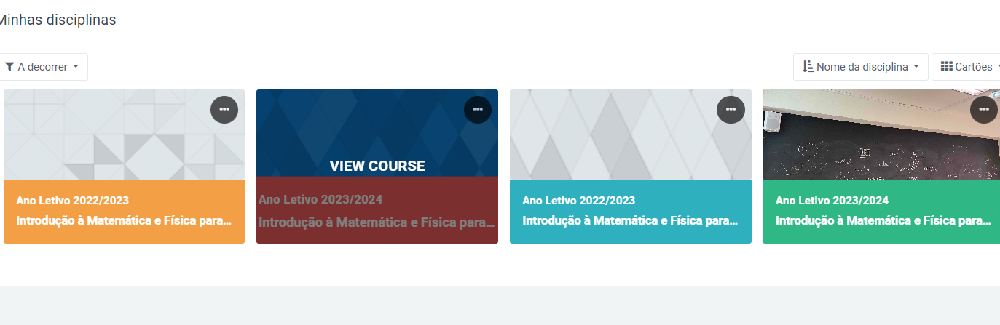 Minhas disciplinas
A decorrer
Nome da disciplina
Cartões
VIEW COURSE
Ano Letivo 2022/2023
Introdução à Matemática e Física para...
Ano Letivo 2023/2024
Introdução à Matemática e Física para...
Ano Letivo 2022/2023
Introdução à Matemática e Física para...
Ano Letivo 2023/2024
Introdução à Matemática e Física para...